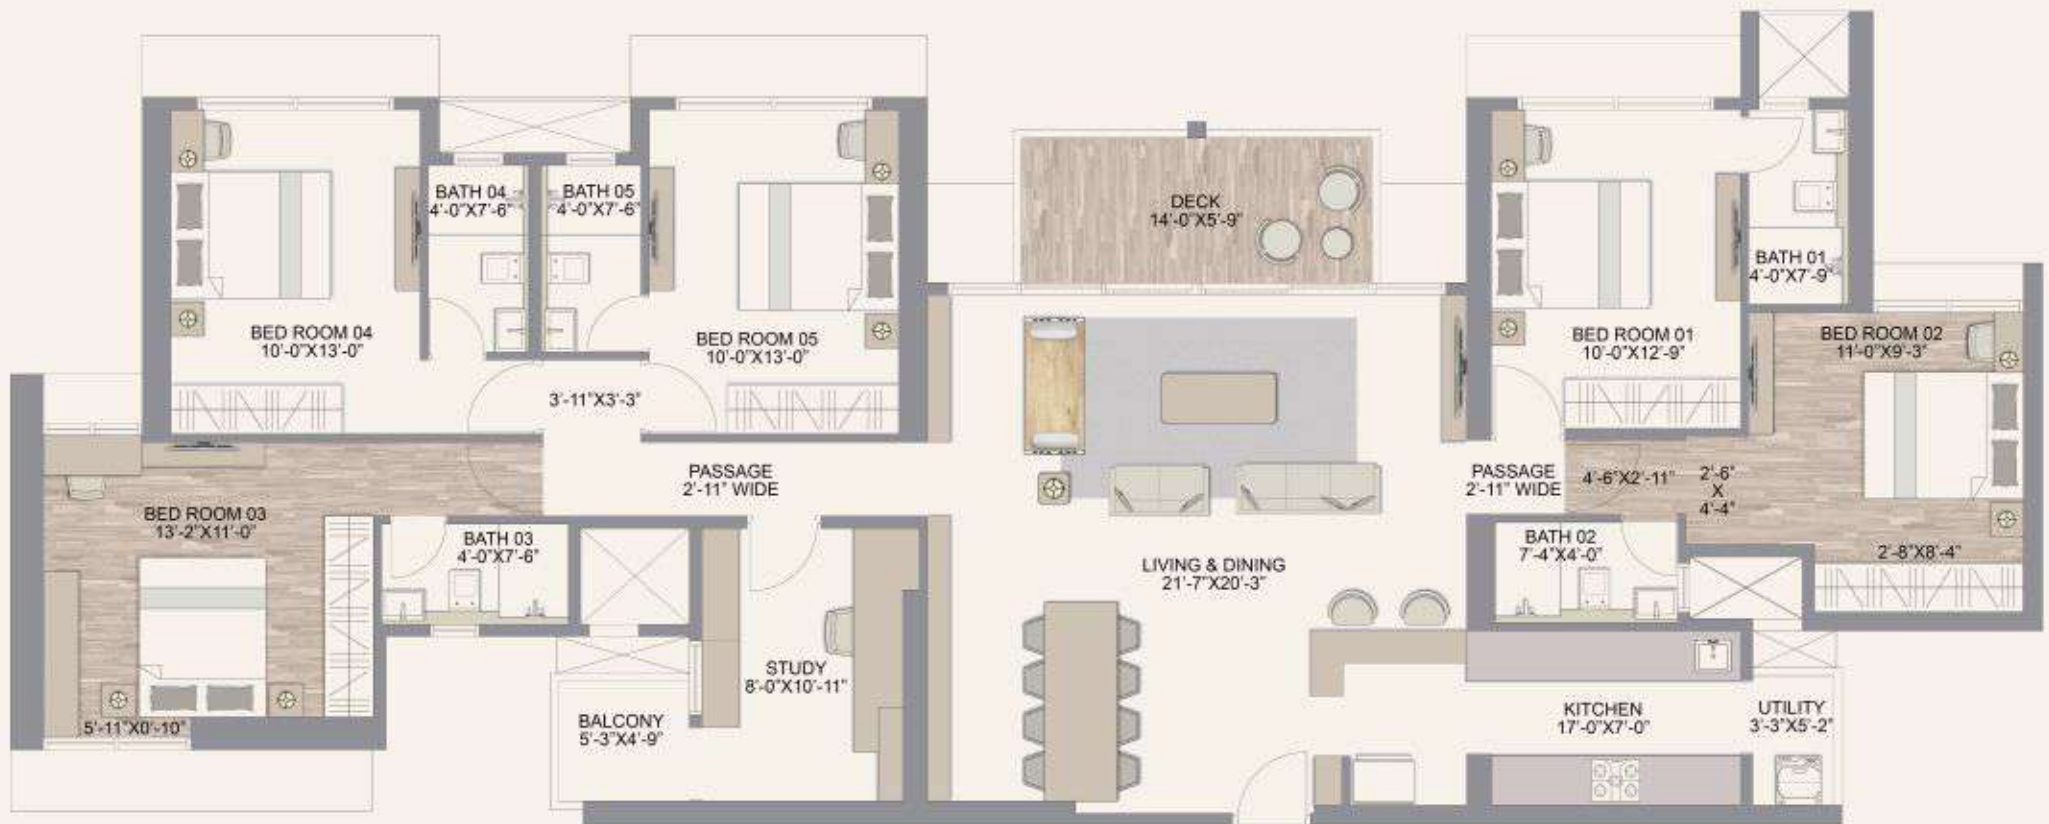 BATH 04
4'-0"X7'-6"
BATH 05
4'-0"X7'-6"
DECK
14'-0"X5'-9"
BATH 01
4'-0"X7'-9"
BED ROOM 04
10'-0"X13'-0"
BED ROOM 05
10'-0"X13'-0"
BED ROOM 01
10'-0"X12'-9"
BED ROOM 02
11'-0"X9'-3"
3'-11"X3'-3"
PASSAGE
2'-11" WIDE
PASSAGE
2'-11" WIDE
4'-6"X2'-11"
2'-6"
X
4'-4"
BED ROOM 03
13'-2"X11'-0"
BATH 03
4'-0"X7'-6"
LIVING & DINING
21'-7"X20'-3"
BATH 02
7'-4"X4'-0"
2'-8"X8'-4"
STUDY
8'-0"X10'-11"
BALCONY
5'-3"X4'-9"
5'-11"X0'-10"
KITCHEN
17'-0"X7'-0"
UTILITY
3'-3"X5'-2"